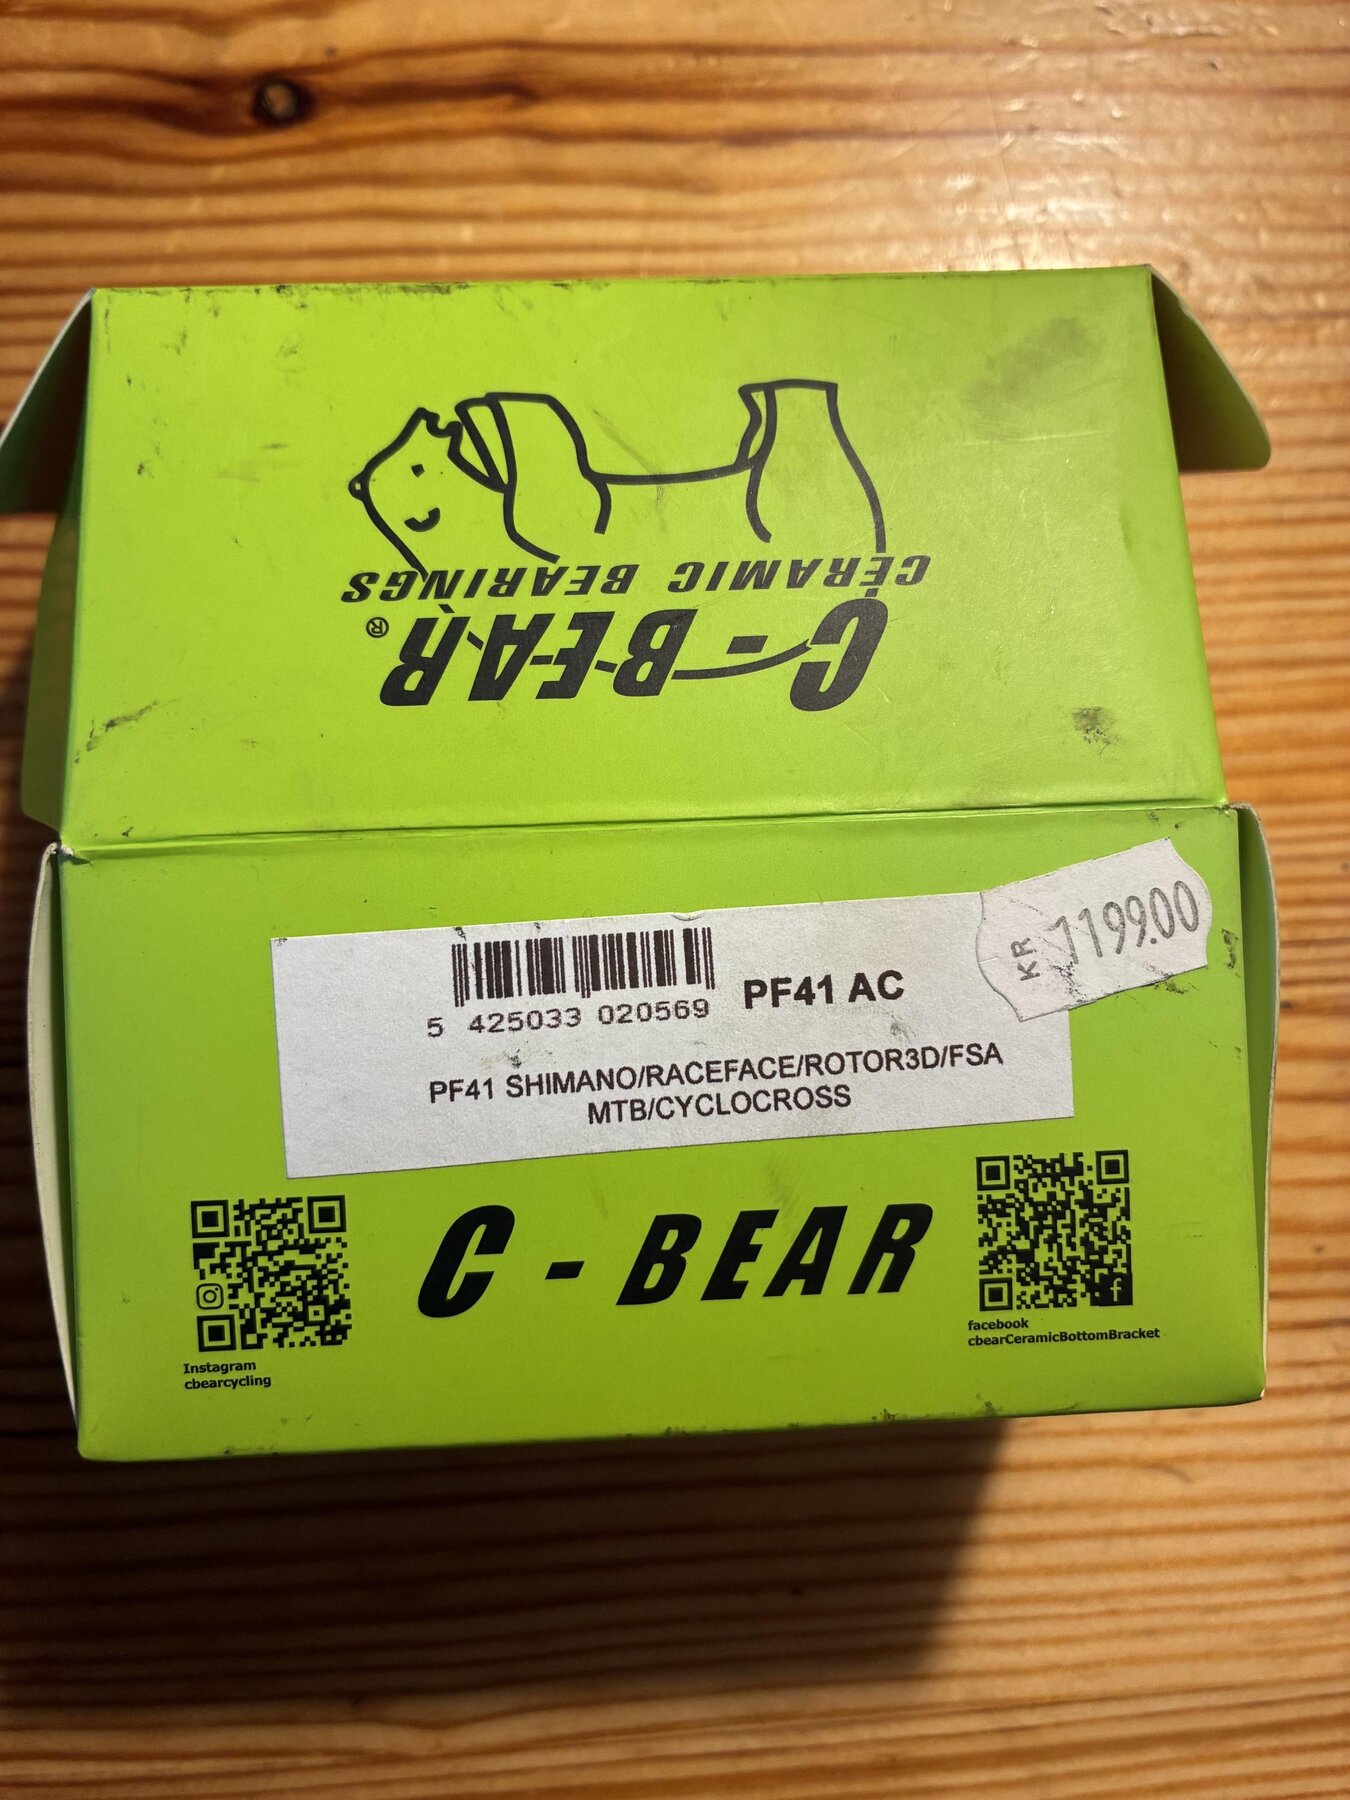 C-BEAR®
CERAMIC BEARINGS
KR 1199.00
5 425033 020569
PF41 AC
PF41 SHIMANO/RACEFACE/ROTOR3D/FSA
MTB/CYCLOCROSS
C - BEAR
Instagram
cbearcycling
facebook
cbearCeramicBottomBracket